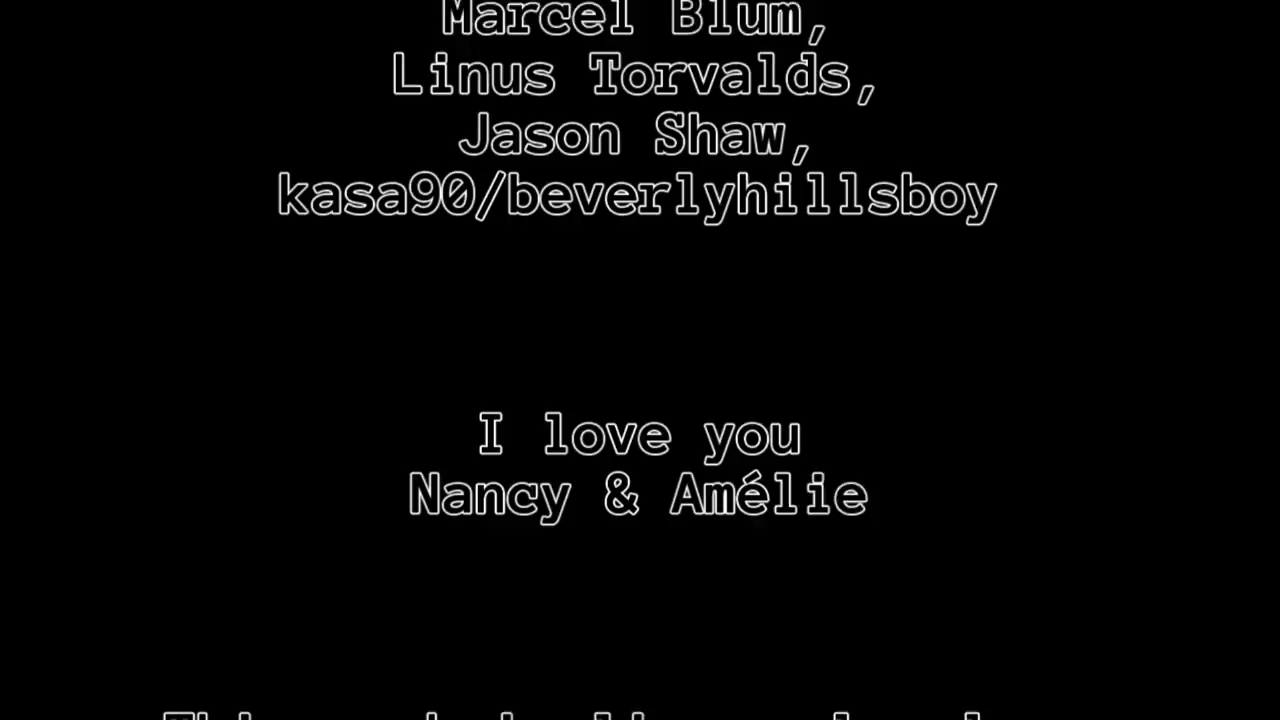 Marcel Blum,
Linus Torvalds,
Jason Shaw,
kasa90/beverlyhillsboy
I love you
Nancy & Amélie